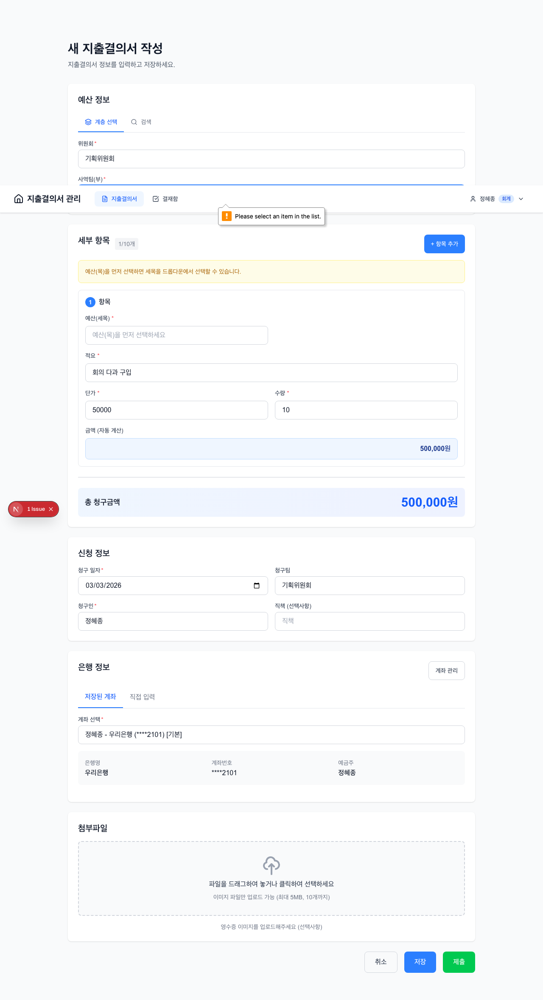 새 지출결의서 작성
지출결의서 정보를 입력하고 저장하세요.
예산 정보
계층 선택
검색
위원회*
기획위원회
사역팀(부)*
지출결의서 관리
지출결의서
결재함
정혜종
회계
Please select an item in the list.
세부 항목
1/10개
+ 항목 추가
예산(목)을 먼저 선택하면 세목을 드롭다운에서 선택할 수 있습니다.
1 항목
예산(세목) *
예산(목)을 먼저 선택하세요
적요 *
회의 다과 구입
단가 *
수량 *
50000
10
금액 (자동 계산)
500,000원
총 청구금액
500,000원
N 1 Issue
신청 정보
청구 일자*
청구팀
03/03/2026
기획위원회
청구인*
직책 (선택사항)
정혜종
직책
은행 정보
계좌 관리
저장된 계좌
직접 입력
계좌 선택*
정혜종 - 우리은행 (****2101) [기본]
은행명
계좌번호
예금주
우리은행
****2101
정혜종
첨부파일
파일을 드래그하여 놓거나 클릭하여 선택하세요
이미지 파일만 업로드 가능 (최대 5MB, 10개까지)
영수증 이미지를 업로드해주세요 (선택사항)
취소
저장
제출